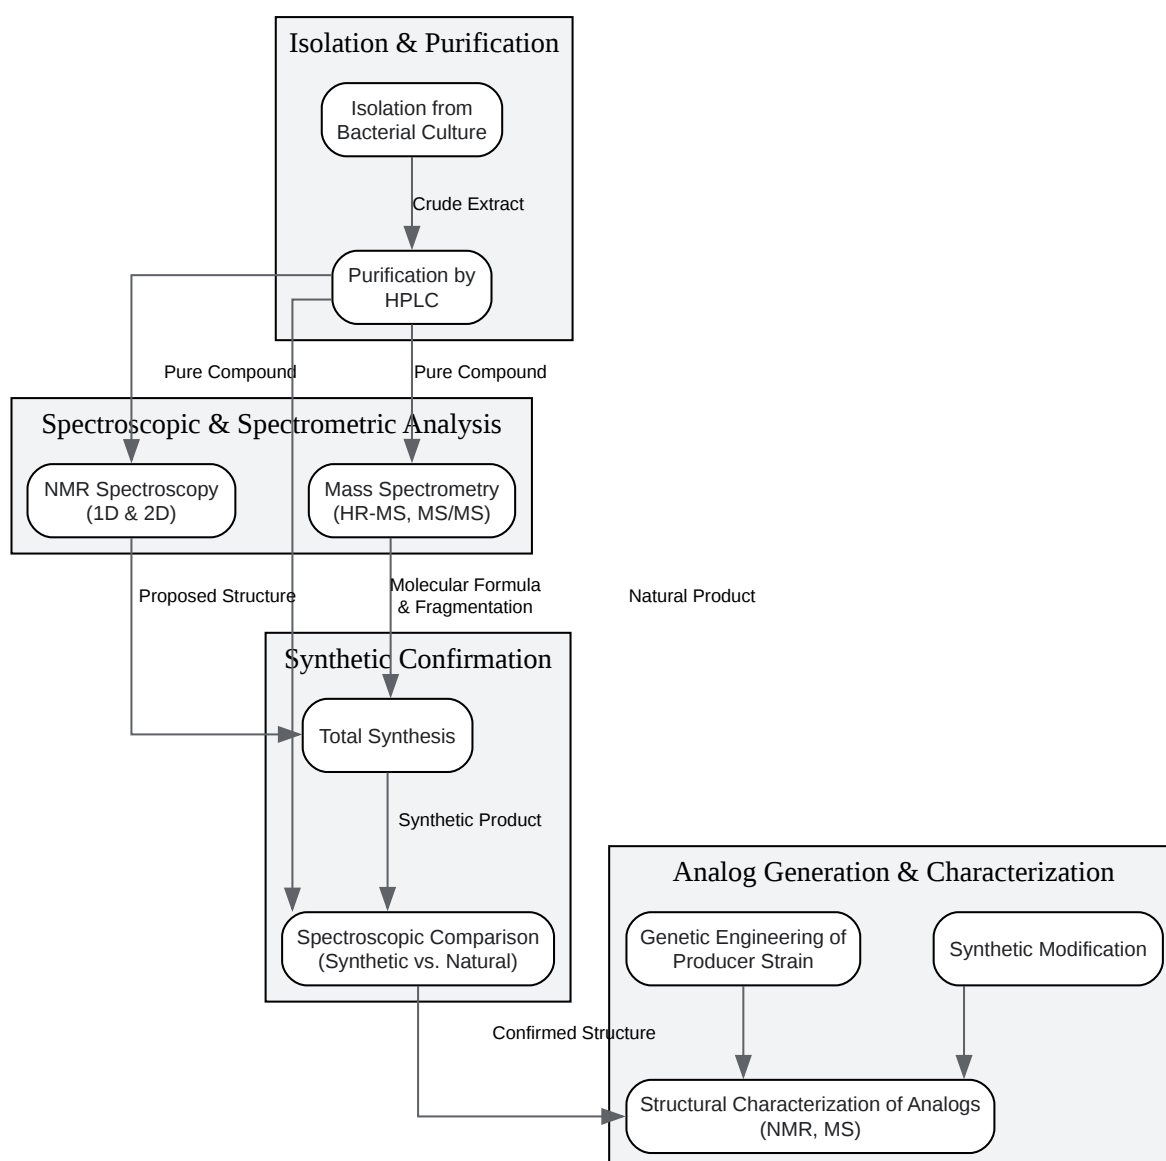 Isolation & Purification
Isolation from
Bacterial Culture
Crude Extract
Purification by
HPLC
Pure Compound
Pure Compound
Spectroscopic & Spectrometric Analysis
NMR Spectroscopy
(1D & 2D)
Mass Spectrometry
(HR-MS, MS/MS)
Proposed Structure
Molecular Formula
& Fragmentation
Natural Product
Synthetic Confirmation
Total Synthesis
Synthetic Product
Spectroscopic Comparison
(Synthetic vs. Natural)
Analog Generation & Characterization
Genetic Engineering of
Producer Strain
Synthetic Modification
Confirmed Structure
Structural Characterization of Analogs
(NMR, MS)